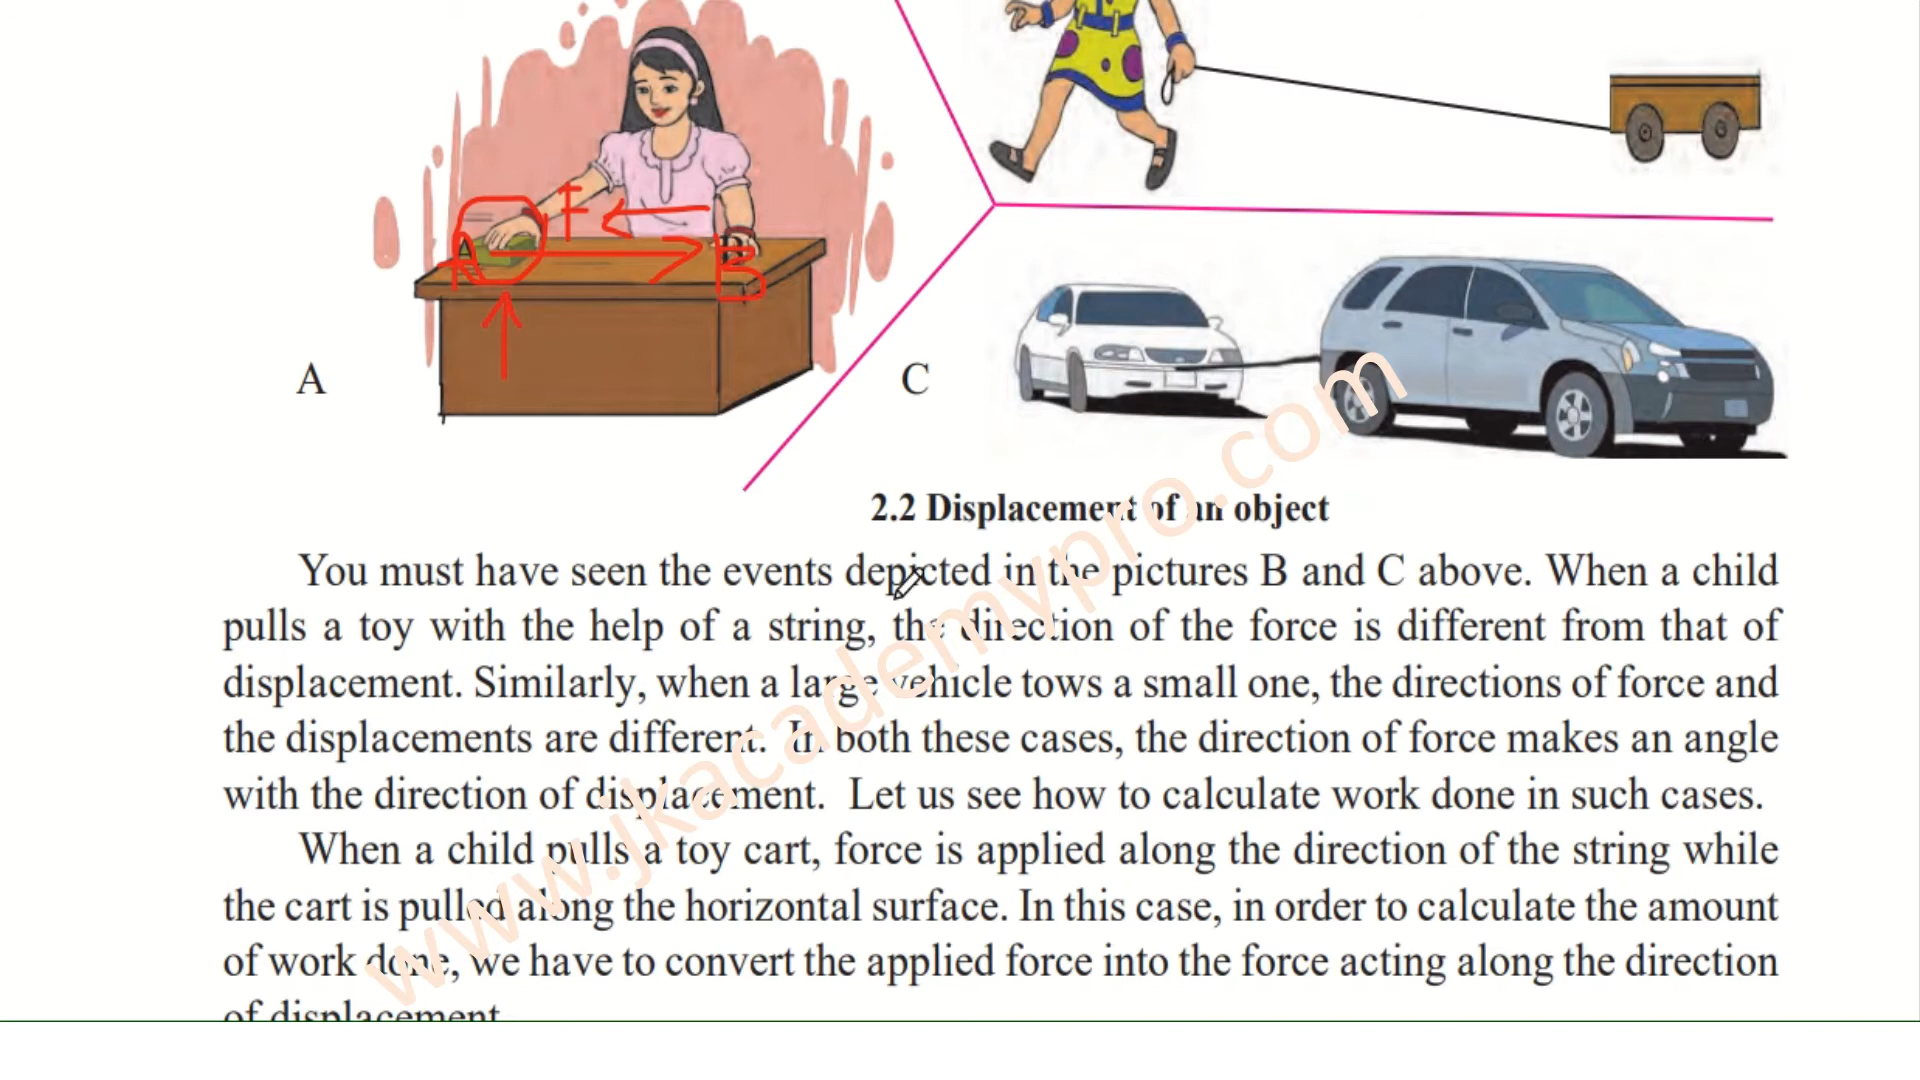 F
A
B
A
C
2.2 Displacement of an object
You must have seen the events depicted in the pictures B and C above. When a child
pulls a toy with the help of a string, the direction of the force is different from that of
displacement. Similarly, when a large vehicle tows a small one, the directions of force and
the displacements are different. In both these cases, the direction of force makes an angle
with the direction of displacement. Let us see how to calculate work done in such cases.
When a child pulls a toy cart, force is applied along the direction of the string while
the cart is pulled along the horizontal surface. In this case, in order to calculate the amount
of work done, we have to convert the applied force into the force acting along the direction
of displacement
www.jkacademypro.com